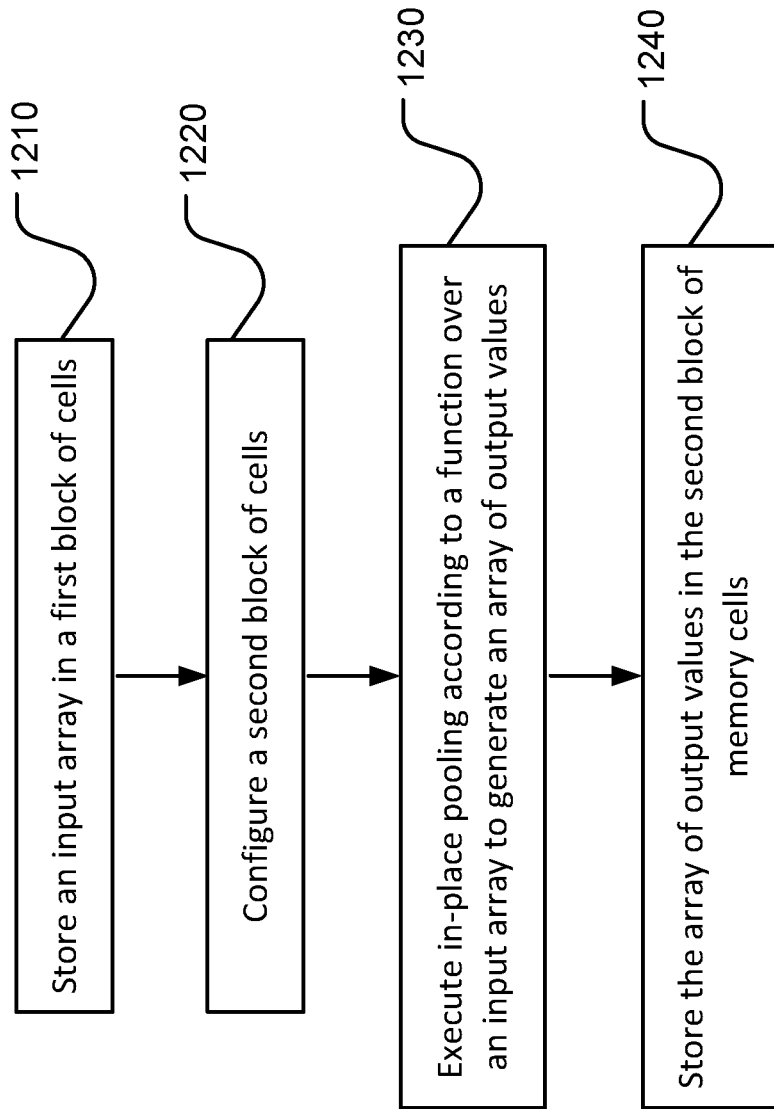 Store an input array in a first block of cells
1210
Configure a second block of cells
1220
Execute in-place pooling according to a function over
an input array to generate an array of output values
1230
Store the array of output values in the second block of
memory cells
1240